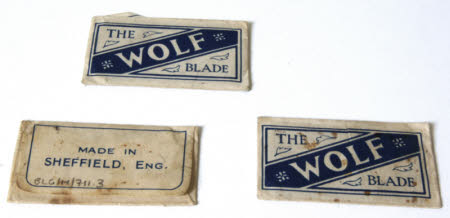 THE
WOLF
BLADE
MADE IN
SHEFFIELD, ENG.
THE
WOLF
BLADE